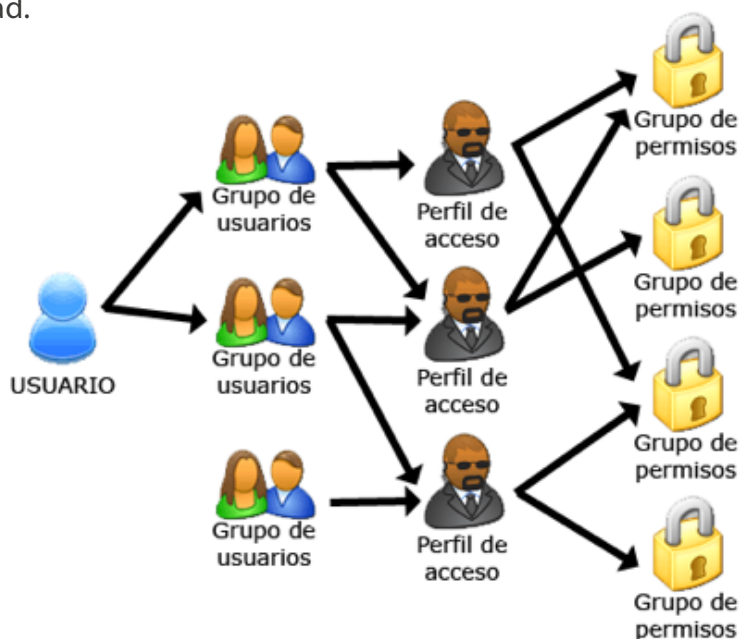 ad.
Grupo de
permisos
Grupo de
usuarios
Perfil de
acceso
Grupo de
permisos
USUARIO
Grupo de
usuarios
Perfil de
acceso
Grupo de
permisos
Grupo de
usuarios
Perfil de
acceso
Grupo de
permisos